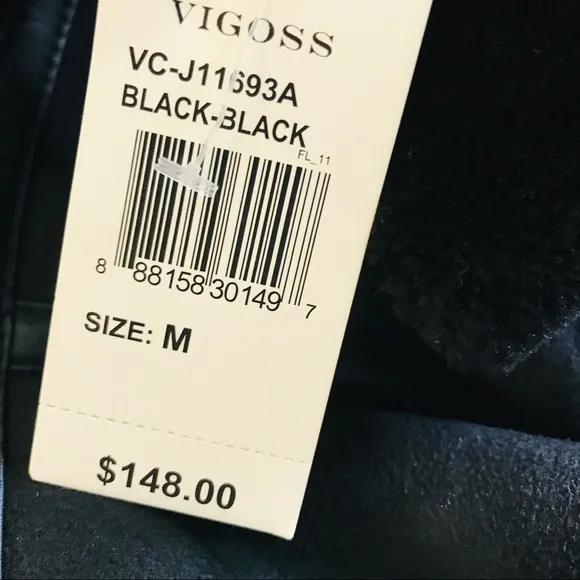 VIGOSS
VC-J11693A
BLACK-BLACK
FL_11
8 88158 30149 7
SIZE: M
$148.00